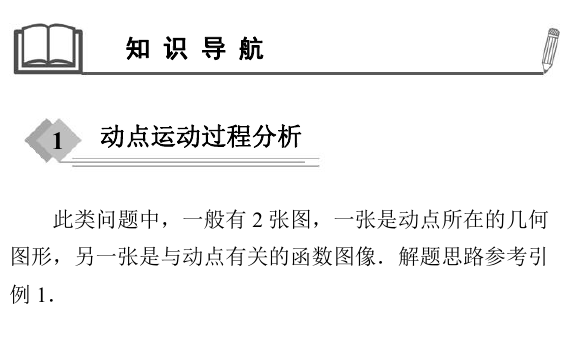 知识导航
1 动点运动过程分析
此类问题中，一般有 2 张图，一张是动点所在的几何
图形，另一张是与动点有关的函数图像．解题思路参考引
例 1．